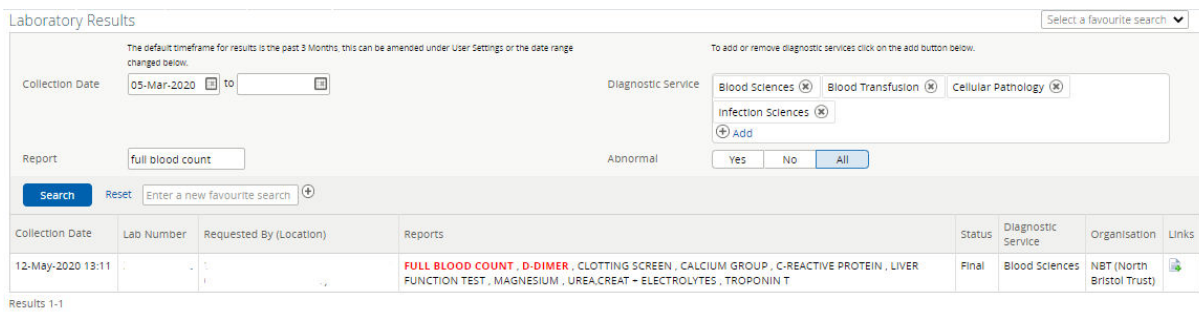 Laboratory Results
Select a favourite search
The default timeframe for results is the past 3 Months, this can be amended under User Settings or the date range
changed below.
To add or remove diagnostic services click on the add button below.
Collection Date
05-Mar-2020 to
Diagnostic Service
Blood Sciences Blood Transfusion Cellular Pathology
Infection Sciences
Add
Report
full blood count
Abnormal
Yes No All
Search Reset Enter a new favourite search
Collection Date Lab Number Requested By (Location) Reports Status Diagnostic Service Organisation Links
12-May-2020 13:11 FULL BLOOD COUNT , D-DIMER , CLOTTING SCREEN , CALCIUM GROUP , C-REACTIVE PROTEIN , LIVER Final Blood Sciences NBT (North
FUNCTION TEST , MAGNESIUM , UREA,CREAT + ELECTROLYTES , TROPONIN T Bristol Trust)
Results 1-1